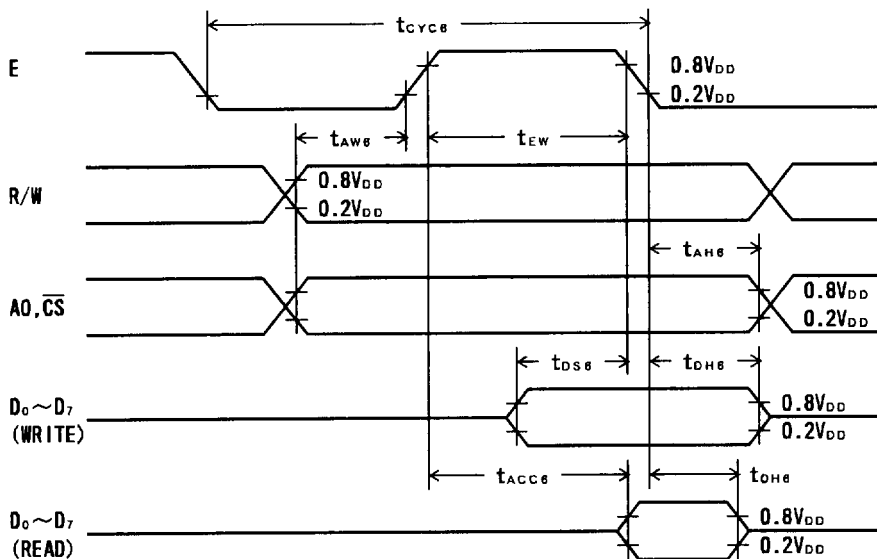 tCYC6
E
0.8VDD
0.2VDD
tAW6
tEW
R/W
0.8VDD
0.2VDD
tAH6
A0,C̅S̅
0.8VDD
0.2VDD
tDS6
tDH6
D0~D7
(WRITE)
0.8VDD
0.2VDD
tACC6
tOH6
D0~D7
(READ)
0.8VDD
0.2VDD